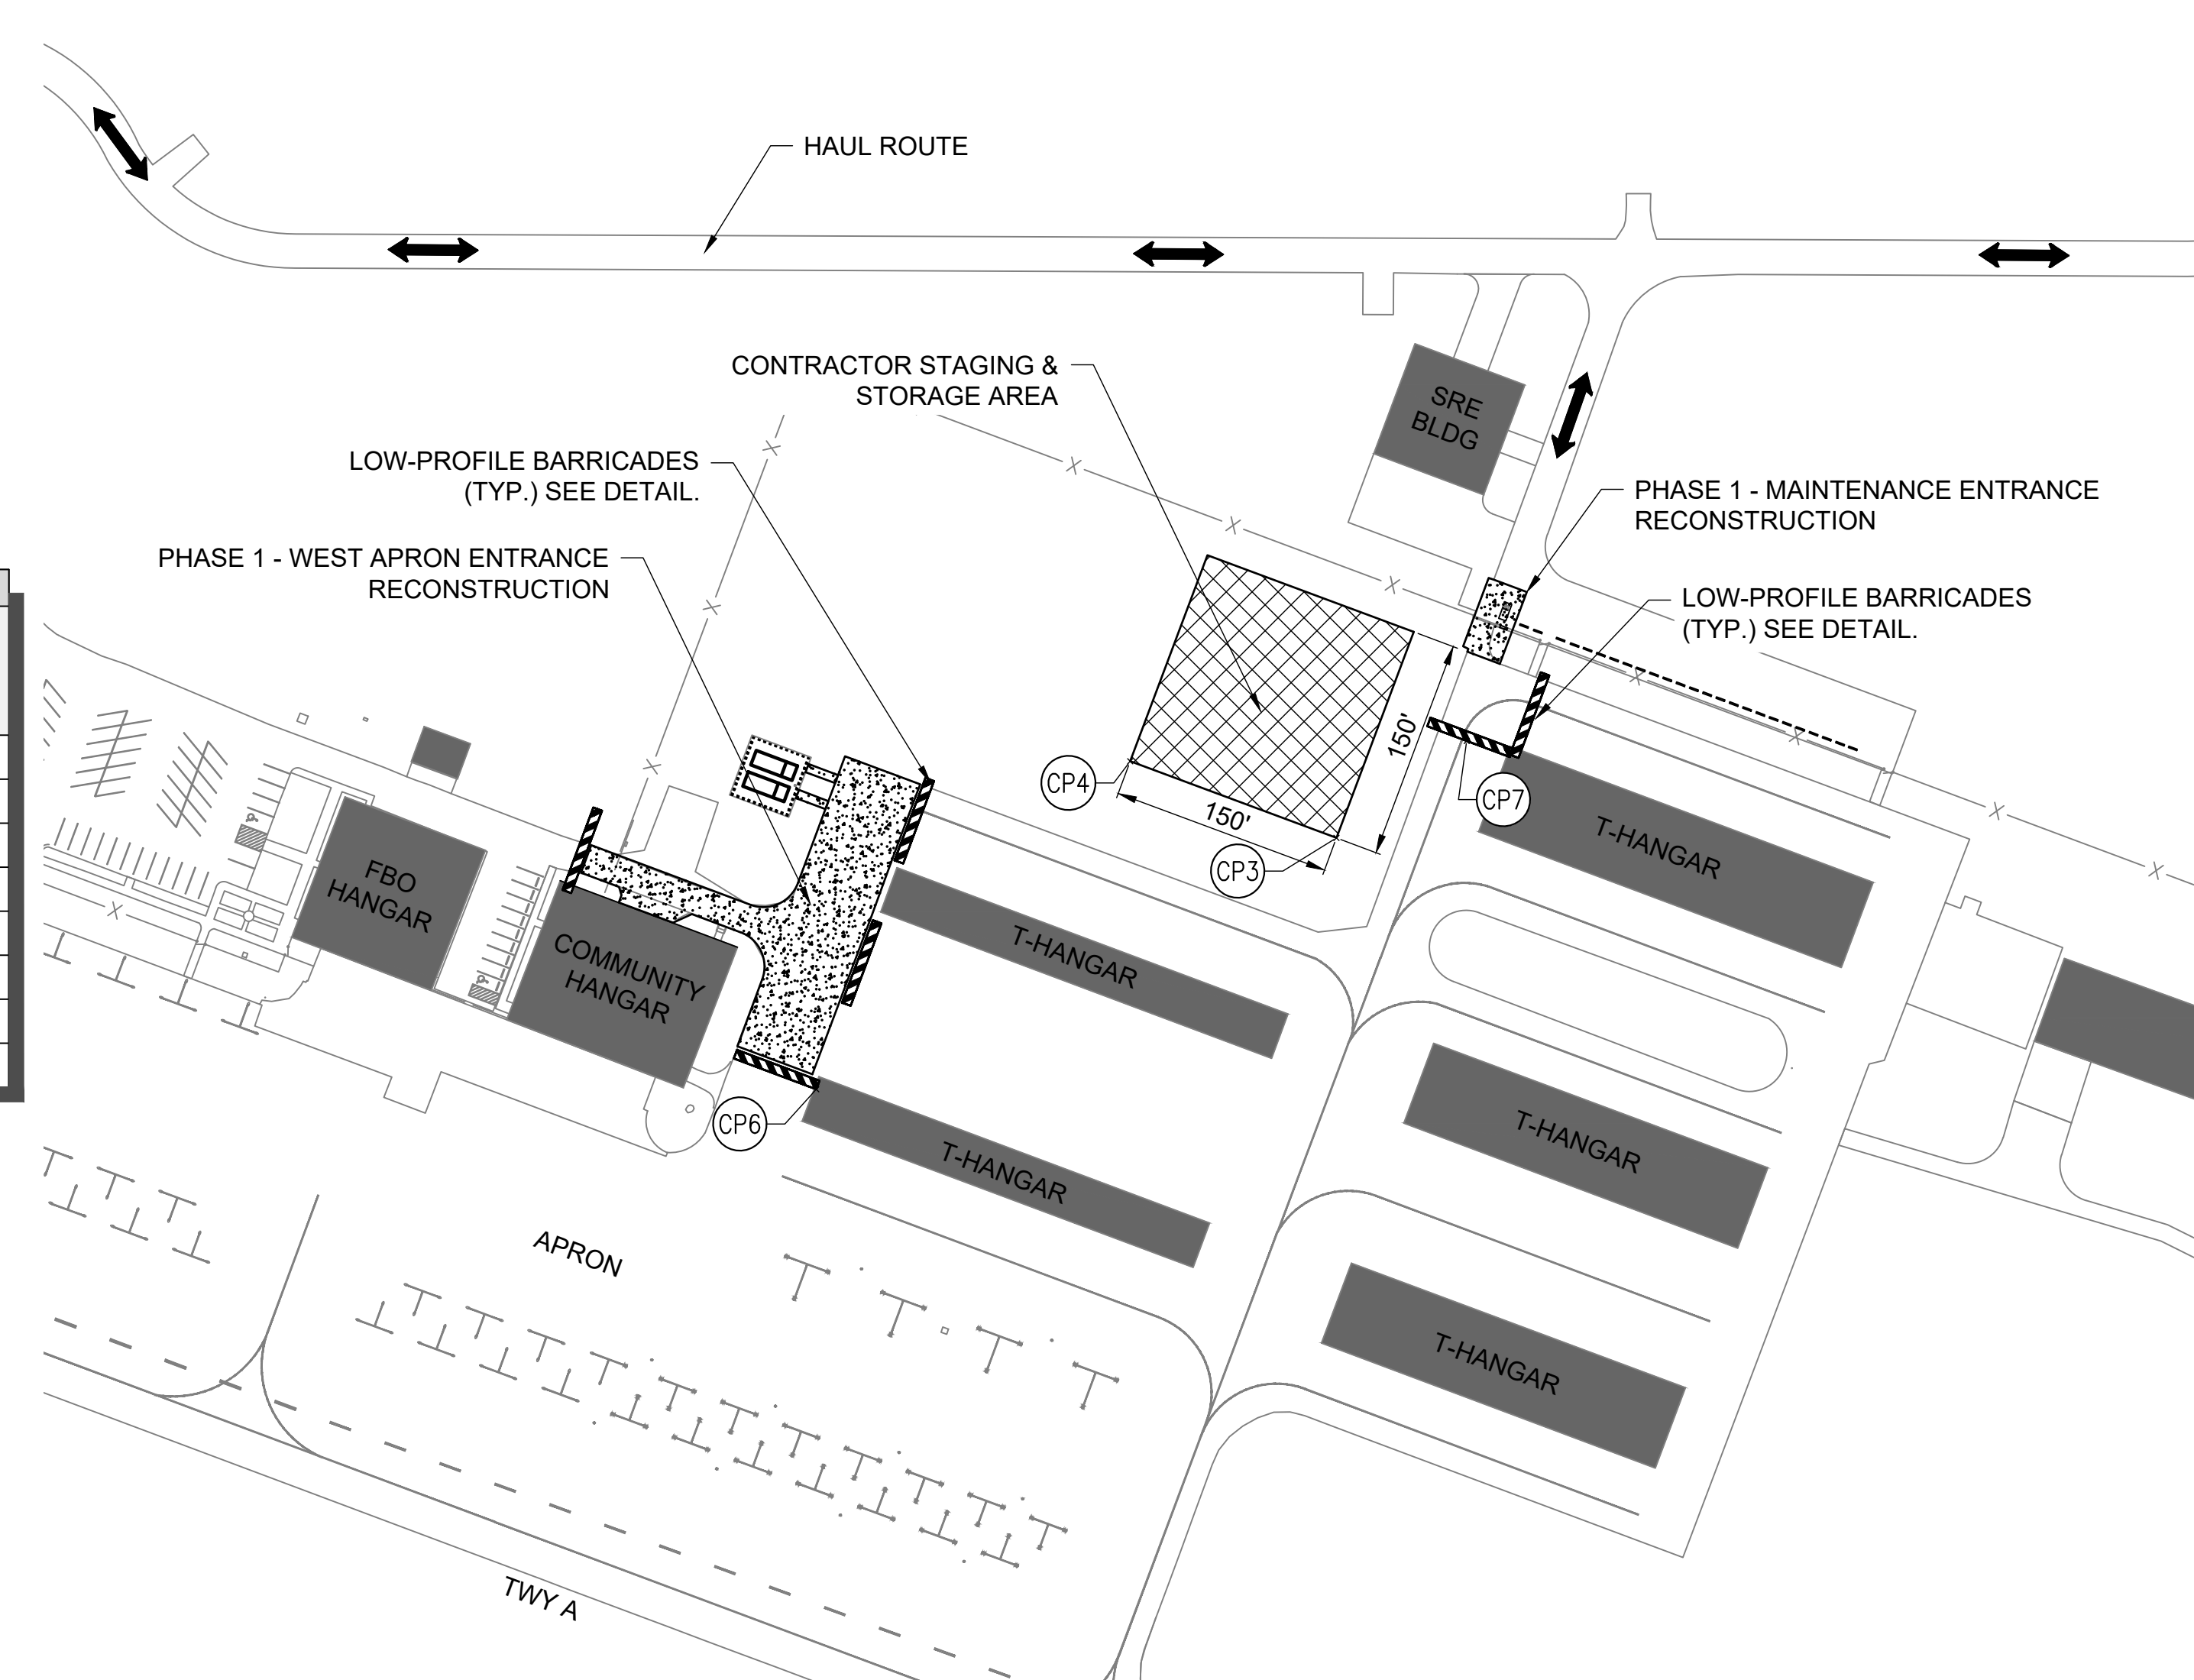 HAUL ROUTE
CONTRACTOR STAGING &
STORAGE AREA
SRE
BLDG
LOW-PROFILE BARRICADES
(TYP.) SEE DETAIL.
PHASE 1 - MAINTENANCE ENTRANCE
RECONSTRUCTION
PHASE 1 - WEST APRON ENTRANCE
RECONSTRUCTION
LOW-PROFILE BARRICADES
(TYP.) SEE DETAIL.
150'
CP4
CP7
150'
T-HANGAR
CP3
FBO
HANGAR
COMMUNITY
HANGAR
T-HANGAR
CP6
T-HANGAR
T-HANGAR
APRON
T-HANGAR
TWY A